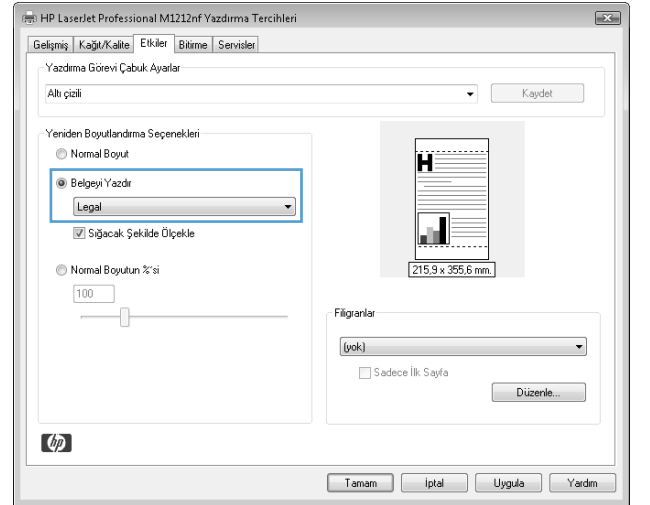 HP LaserJet Professional M1212nf Yazdırma Tercihleri
Gelişmiş Kağıt/Kalite Etkiler Bitirme Servisler
Yazdırma Görevi Çabuk Ayarlar
Altı çizili
Kaydet
Yeniden Boyutlandırma Seçenekleri
Normal Boyut
Belgeyi Yazdır
Legal
Sığacak Şekilde Ölçekle
Normal Boyutun %'si
100
H
215,9 x 355,6 mm.
Filigranlar
(yok)
Sadece İlk Sayfa
Düzenle...
hp
Tamam İptal Uygula Yardım